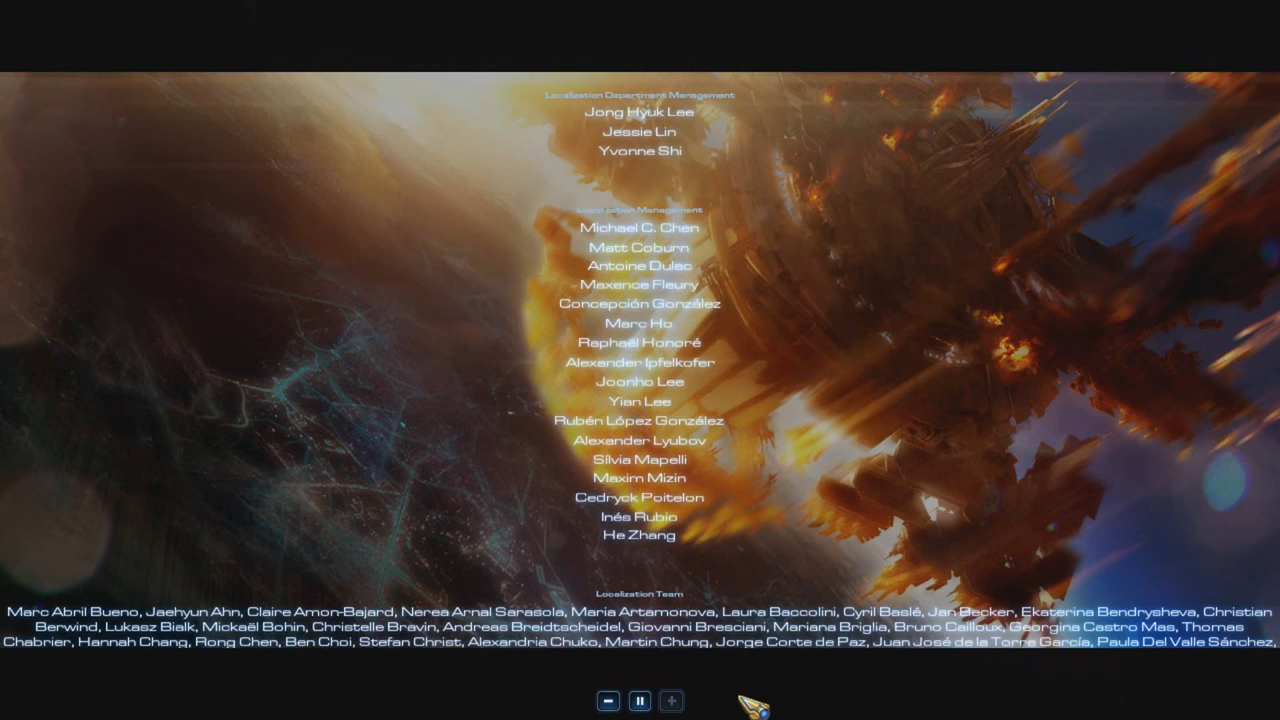 Localization Department Management
Jong Hyuk Lee
Jessie Lin
Yvonne Shi
Localization Management
Michael C. Chen
Matt Coburn
Antoine Dulac
Maxence Fleury
Concepción González
Marc Ho
Raphaël Honoré
Alexander Ipfelkofer
Joonho Lee
Yian Lee
Rubén López González
Alexander Lyubov
Sílvia Mapelli
Maxim Mizin
Cedryck Poitelon
Inés Rubio
He Zhang
Localization Team
Marc Abril Bueno, Jaehyun Ahn, Claire Amon-Bajard, Nerea Arnal Sarasola, Maria Artamonova, Laura Baccolini, Cyril Baslé, Jan Becker, Ekaterina Bendrysheva, Christian
Berwind, Lukasz Bialk, Mickaël Bohin, Christelle Bravin, Andreas Breidtscheidel, Giovanni Bresciani, Mariana Briglia, Bruno Cailloux, Georgina Castro Mas, Thomas
Chabrier, Hannah Chang, Rong Chen, Ben Choi, Stefan Christ, Alexandria Chuko, Martin Chung, Jorge Corte de Paz, Juan José de la Torre García, Paula Del Valle Sánchez,